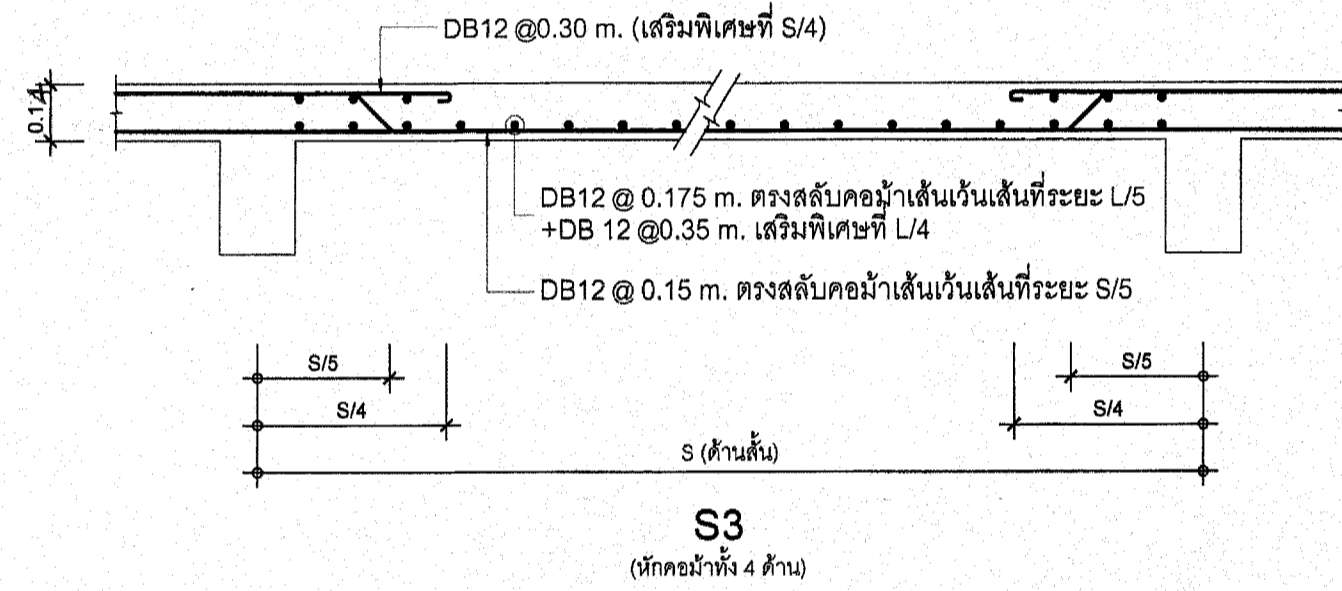 DB12 @0.30 m. (เสริมพิเศษที่ S/4)
0.14
DB12 @ 0.175 m. ตรงสลับคอม้าเส้นเว้นเส้นที่ระยะ L/5
+DB 12 @0.35 m. เสริมพิเศษที่ L/4
DB12 @ 0.15 m. ตรงสลับคอม้าเส้นเว้นเส้นที่ระยะ S/5
S/5
S/5
S/4
S/4
S (ด้านสั้น)
S3
(หักคอม้าทั้ง 4 ด้าน)